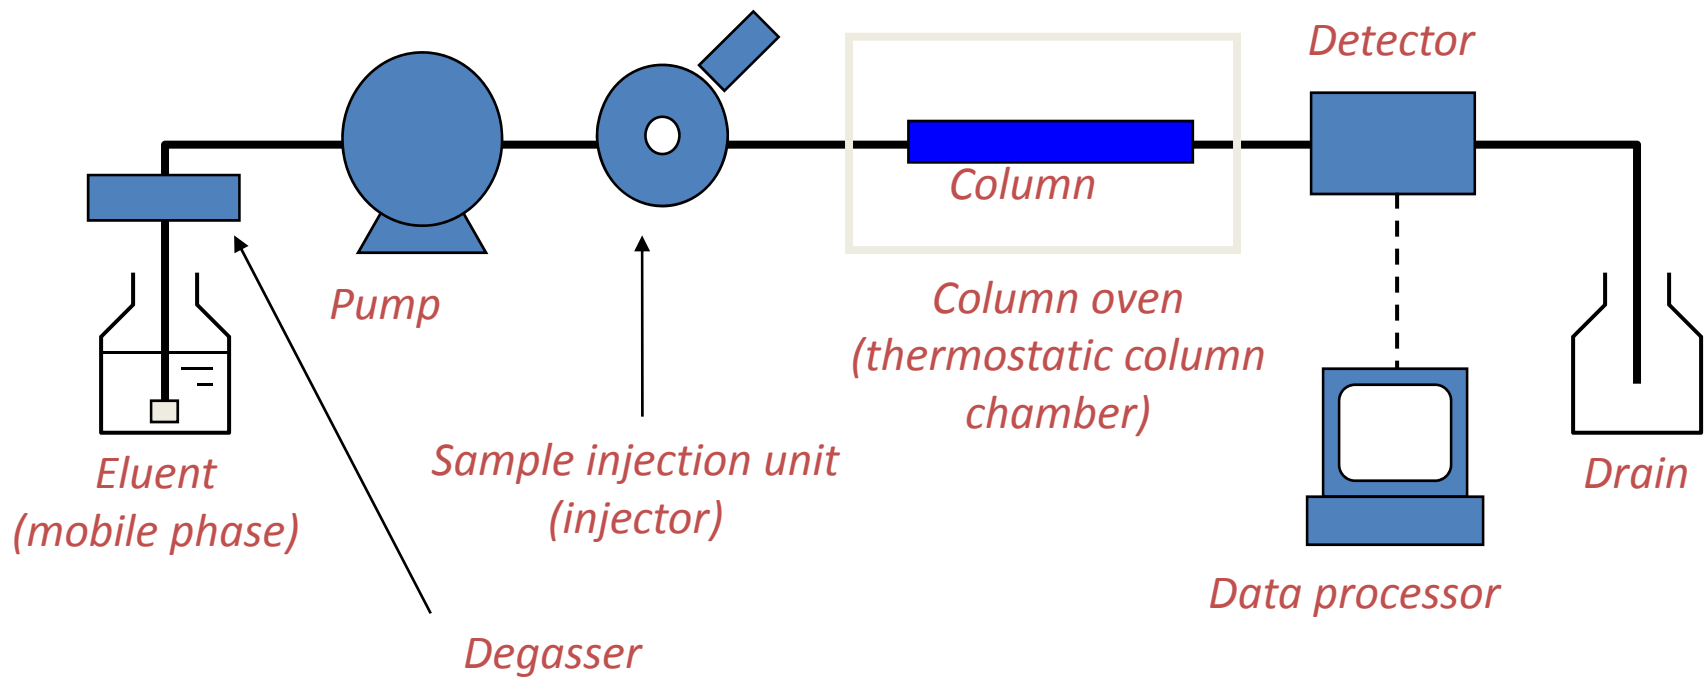 Detector
Column
Pump
Column oven
(thermostatic column
chamber)
Sample injection unit
(injector)
Eluent
(mobile phase)
Drain
Data processor
Degasser